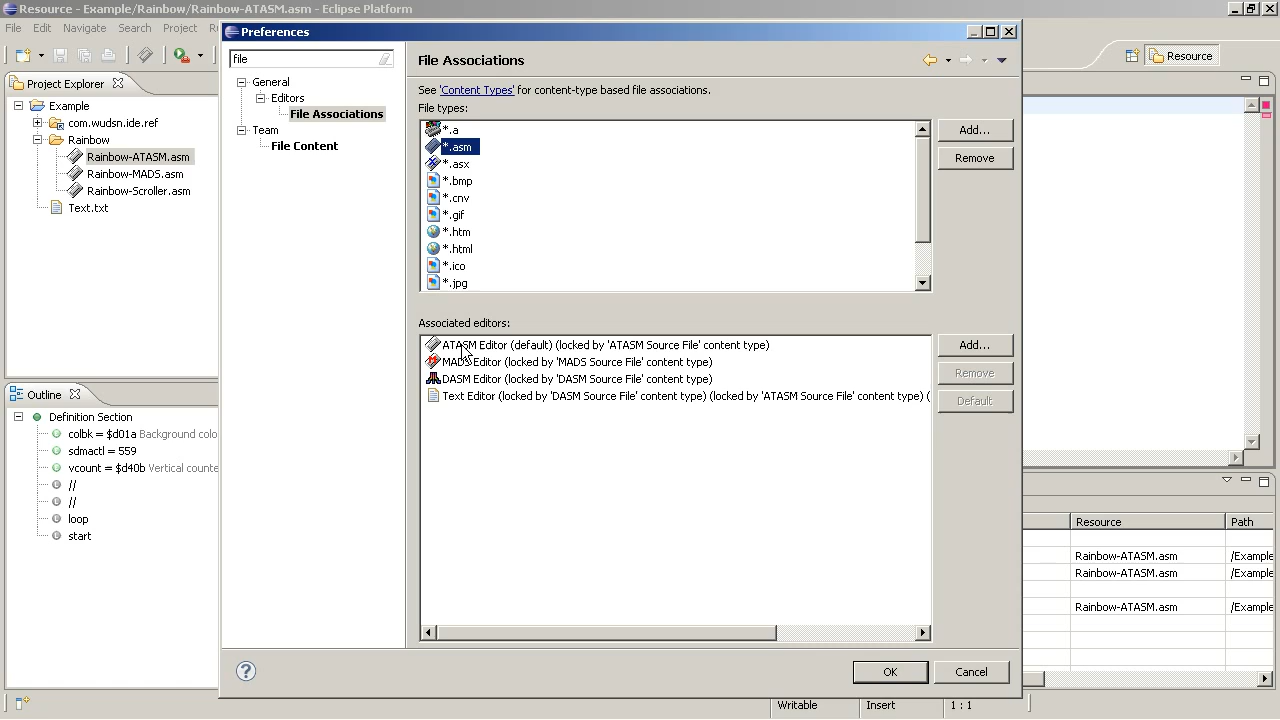 Resource - Example/Rainbow/Rainbow-ATASM.asm - Eclipse Platform
File Edit Navigate Search Project
Preferences
file
General
Editors
File Associations
Team
File Content
File Associations
See 'Content Types' for content-type based file associations.
File types:
*.a
*.asm
*.asx
*.bmp
*.cnv
*.gif
*.htm
*.html
*.ico
*.jpg
Add...
Remove
Associated editors:
ATASM Editor (default) (locked by 'ATASM Source File' content type)
MADS Editor (locked by 'MADS Source File' content type)
DASM Editor (locked by 'DASM Source File' content type)
Text Editor (locked by 'DASM Source File' content type) (locked by 'ATASM Source File' content type) (
Add...
Remove
Default
OK
Cancel
Project Explorer
Example
com.wudsn.ide.ref
Rainbow
Rainbow-ATASM.asm
Rainbow-MADS.asm
Rainbow-Scroller.asm
Text.txt
Outline
Definition Section
colbk = $d01a Background colo
sdmactl = 559
vcount = $d40b Vertical counte
//
//
loop
start
Resource
Resource Path
Rainbow-ATASM.asm /Example
Rainbow-ATASM.asm /Example
Rainbow-ATASM.asm /Example
Writable Insert 1 : 1